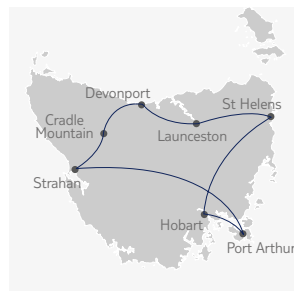 Devonport
St Helens
Cradle
Mountain
Launceston
Strahan
Hobart
Port Arthur